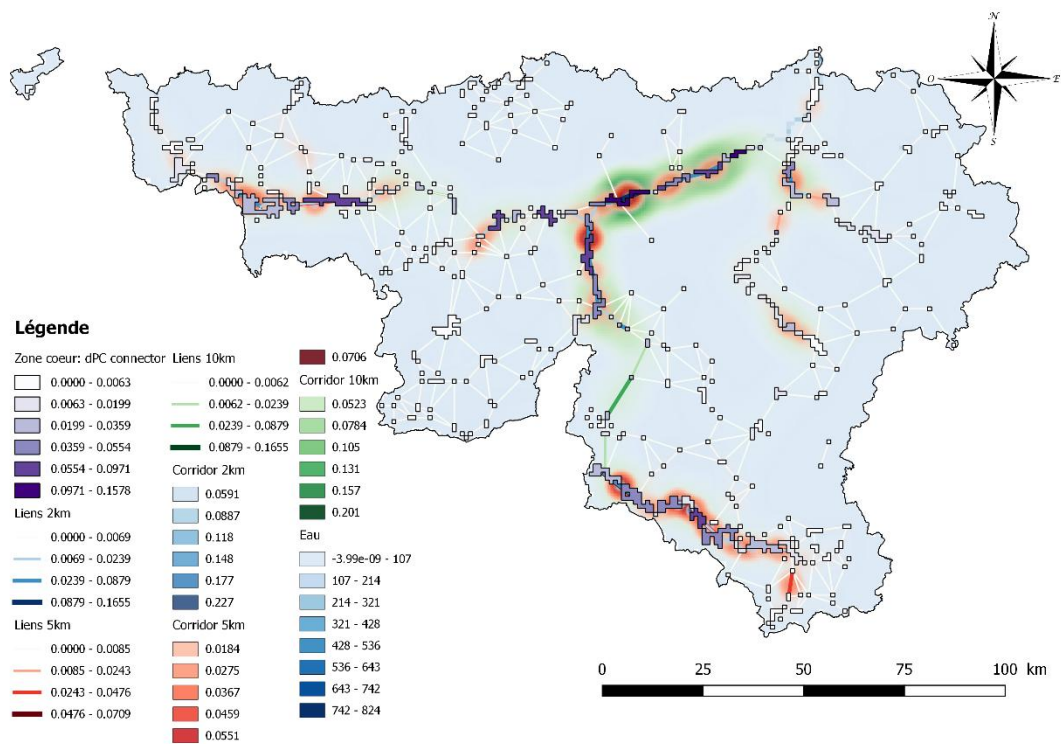 N
O
E
S
Légende
Zone coeur: dPC connector
0.0000 - 0.0063
0.0063 - 0.0199
0.0199 - 0.0359
0.0359 - 0.0554
0.0554 - 0.0971
0.0971 - 0.1578
Liens 2km
0.0000 - 0.0069
0.0069 - 0.0239
0.0239 - 0.0879
0.0879 - 0.1655
Liens 5km
0.0000 - 0.0085
0.0085 - 0.0243
0.0243 - 0.0476
0.0476 - 0.0709
Liens 10km
0.0000 - 0.0062
0.0062 - 0.0239
0.0239 - 0.0879
0.0879 - 0.1655
Corridor 2km
0.0591
0.0887
0.118
0.148
0.177
0.227
Corridor 5km
0.0184
0.0275
0.0367
0.0459
0.0551
0.0706
Corridor 10km
0.0523
0.0784
0.105
0.131
0.157
0.201
Eau
-3.99e-09 - 107
107 - 214
214 - 321
321 - 428
428 - 536
536 - 643
643 - 742
742 - 824
0 25 50 75 100 km